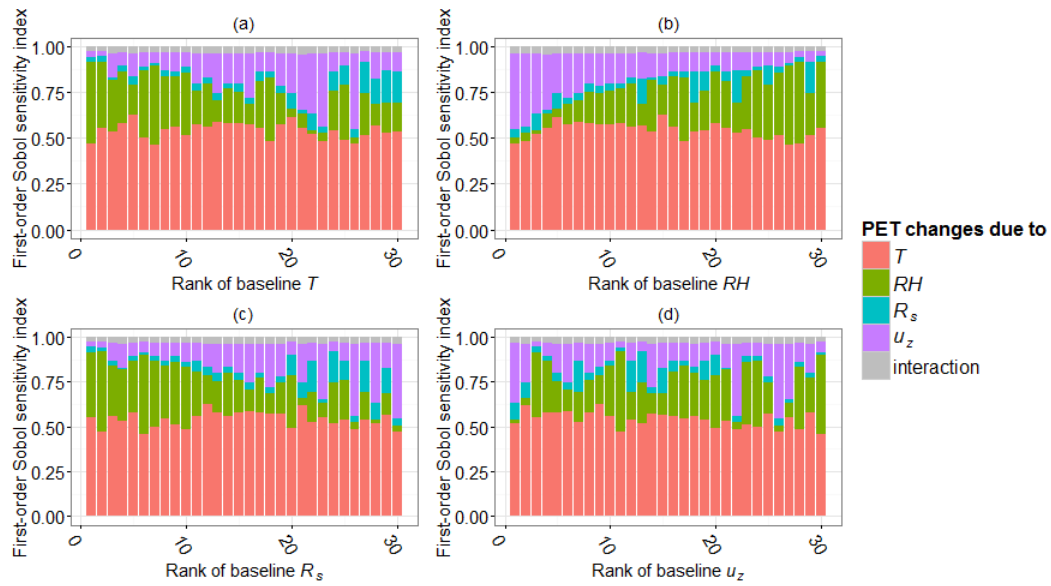 (a)
First-order Sobol sensitivity index
1.00
0.75
0.50
0.25
0.00
0
10
20
30
Rank of baseline T
(b)
First-order Sobol sensitivity index
1.00
0.75
0.50
0.25
0.00
0
10
20
30
Rank of baseline RH
(c)
First-order Sobol sensitivity index
1.00
0.75
0.50
0.25
0.00
0
10
20
30
Rank of baseline R s
(d)
First-order Sobol sensitivity index
1.00
0.75
0.50
0.25
0.00
0
10
20
30
Rank of baseline u z
PET changes due to
T
RH
R s
u z
interaction